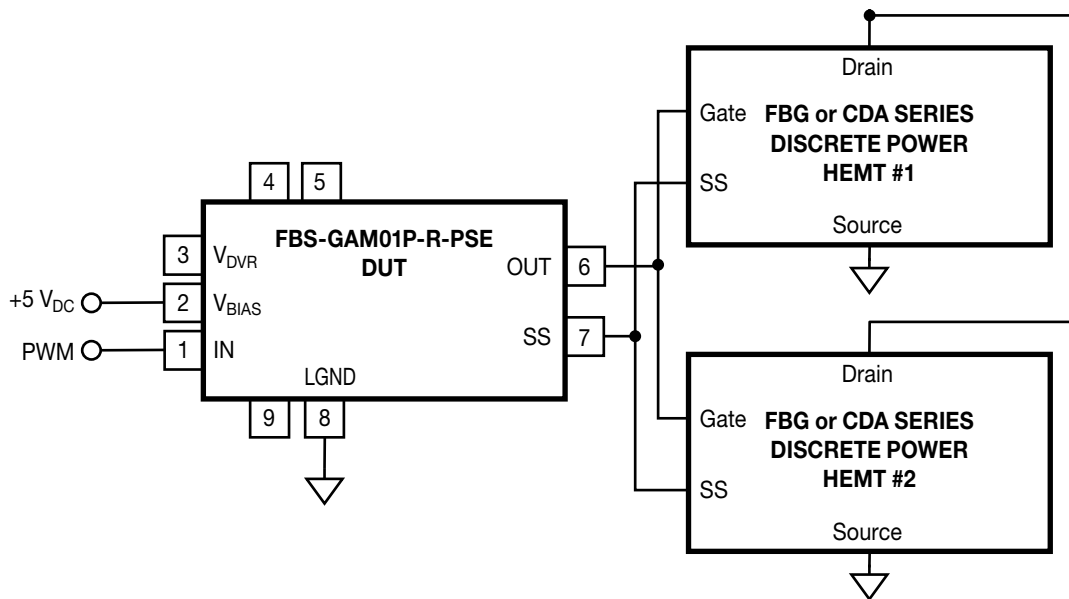 Drain
Gate
FBG or CDA SERIES
DISCRETE POWER
HEMT #1
SS
Source
4
5
FBS-GAM01P-R-PSE
DUT
3
V_DVR
OUT
6
+5 V_DC
2
V_BIAS
SS
7
PWM
1
IN
LGND
9
8
Drain
Gate
FBG or CDA SERIES
DISCRETE POWER
HEMT #2
SS
Source